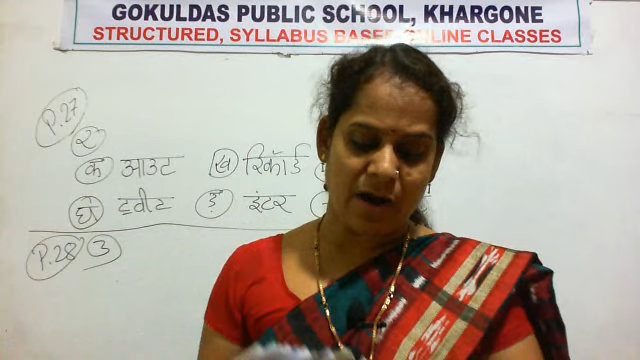 GOKULDAS PUBLIC SCHOOL, KHARGONE
STRUCTURED, SYLLABUS BASED ONLINE CLASSES
P.27
२
क आउट ख रिकॉर्ड
घ ट्वीट ङ इंटर
P.28 3